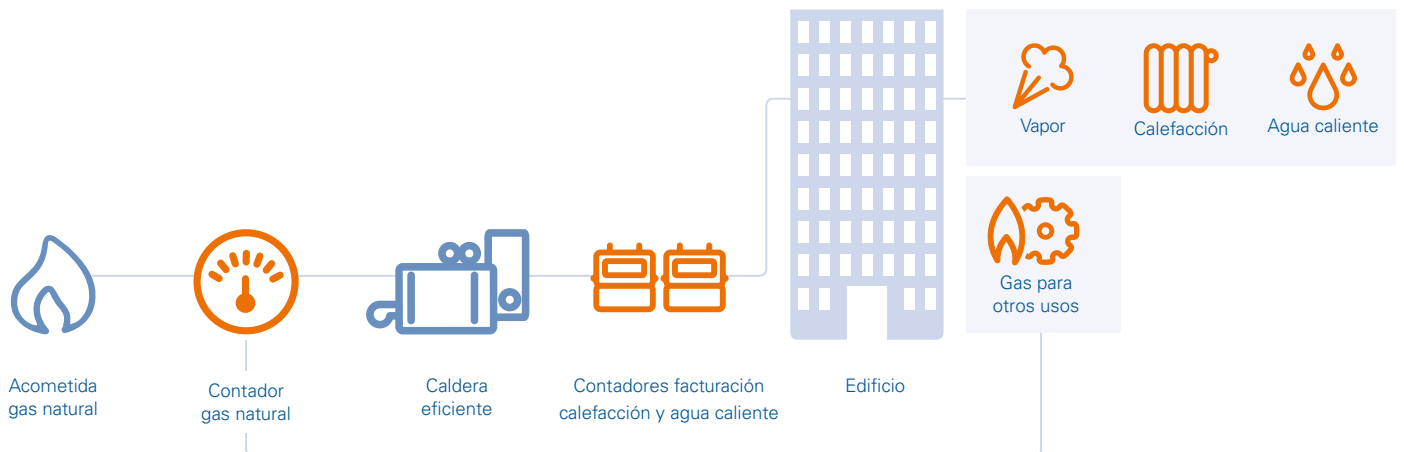 Vapor
Calefacción
Agua caliente
Gas para
otros usos
Acometida
gas natural
Contador
gas natural
Caldera
eficiente
Contadores facturación
calefacción y agua caliente
Edificio